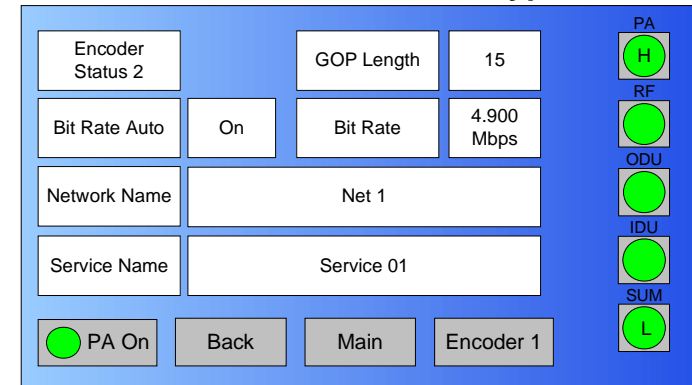 PA
H
Encoder
Status 2
GOP Length
15
RF
Bit Rate Auto
On
Bit Rate
4.900
Mbps
ODU
Network Name
Net 1
IDU
Service Name
Service 01
SUM
L
PA On
Back
Main
Encoder 1